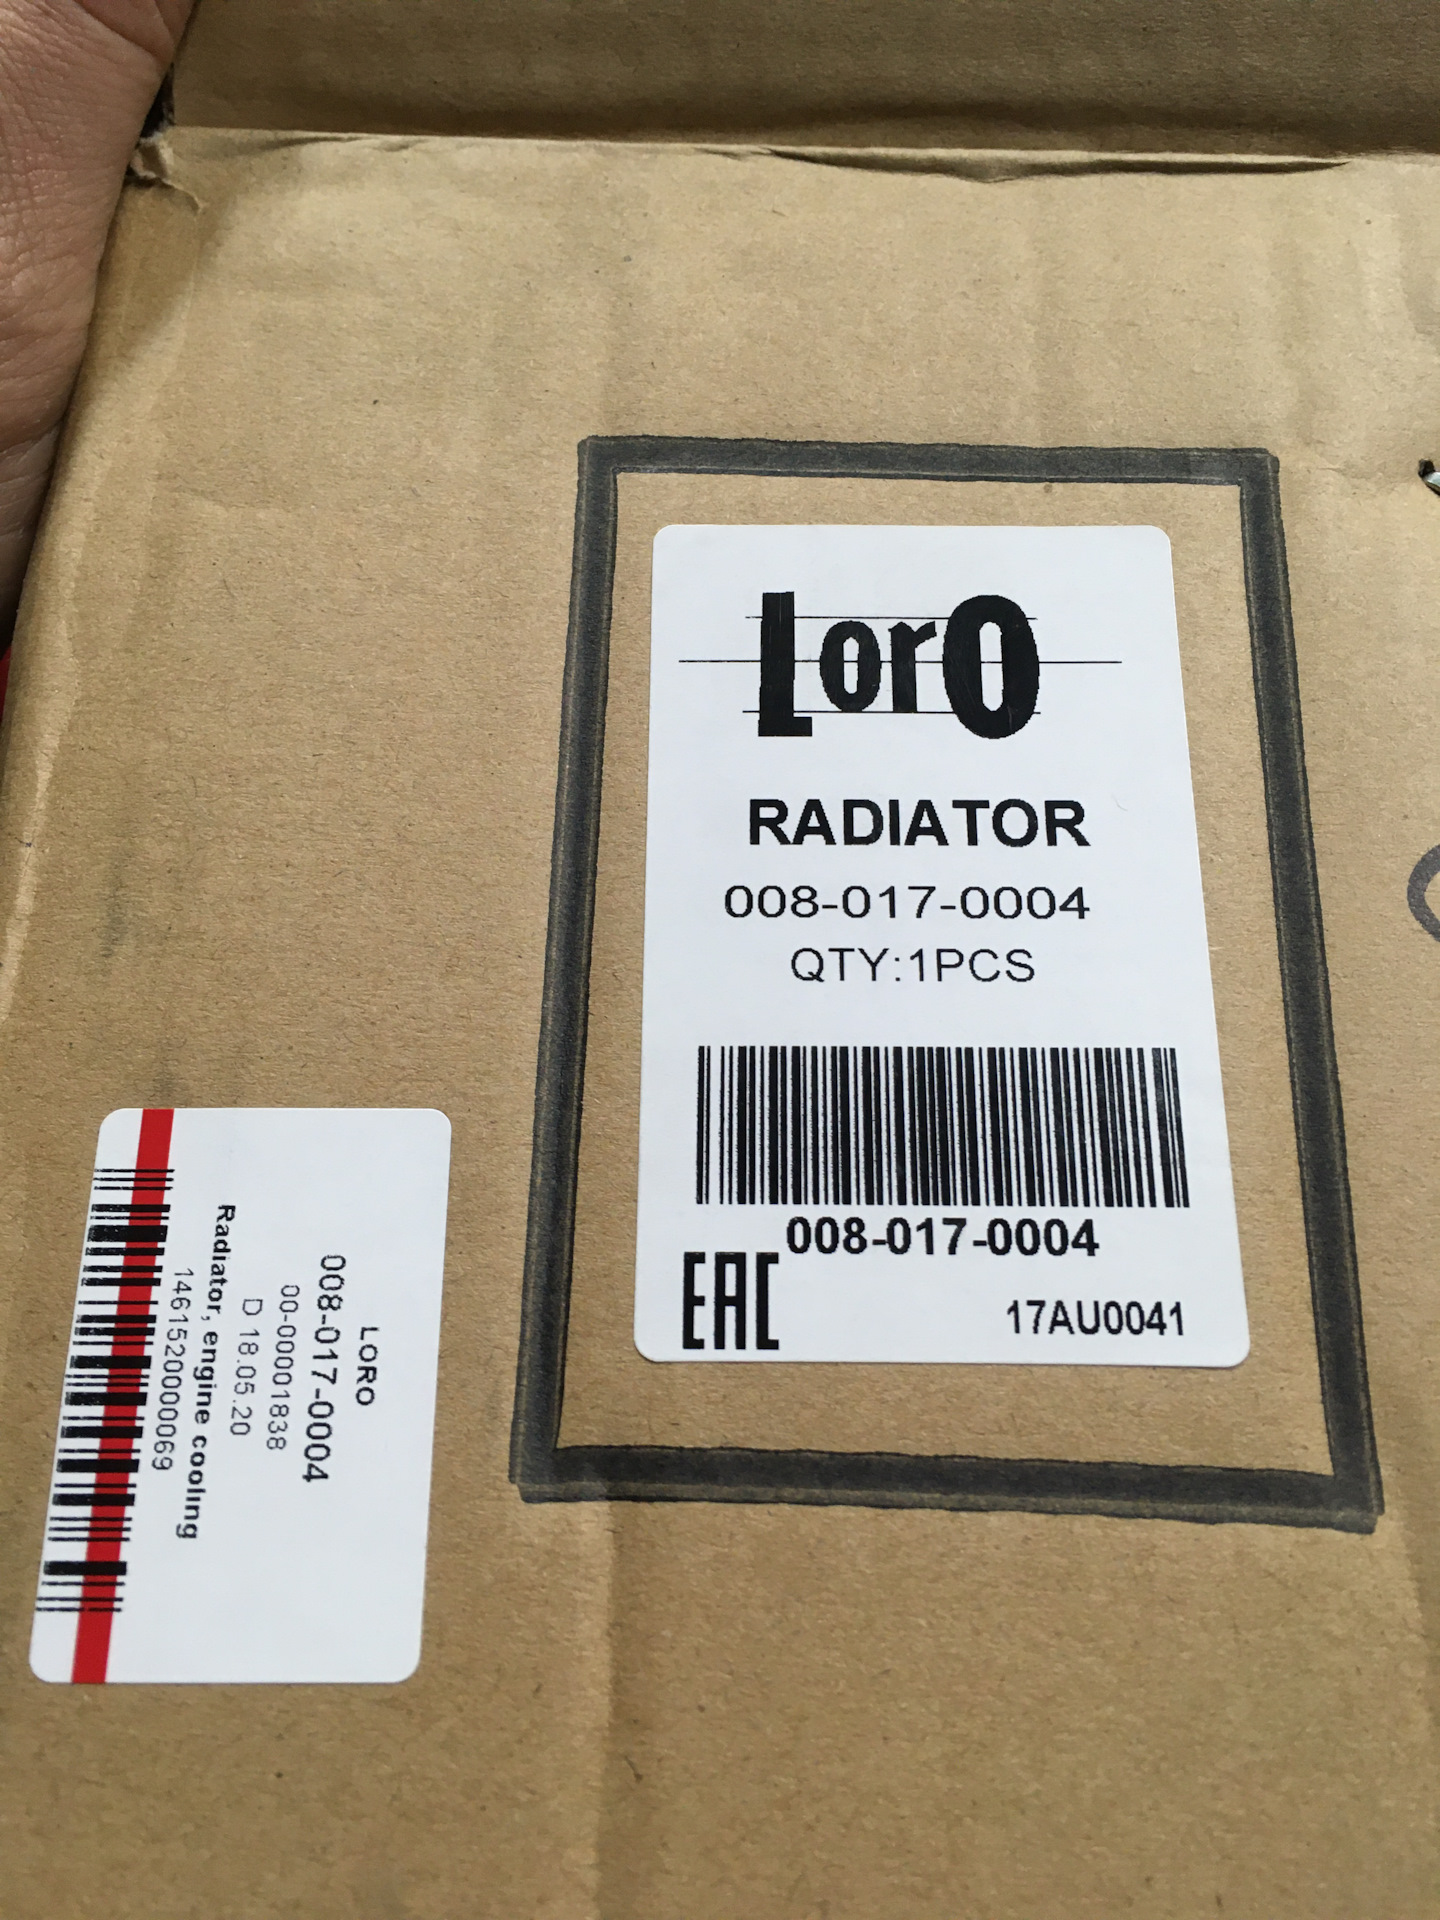 LorO
RADIATOR
008-017-0004
QTY:1PCS
008-017-0004
EAC
17AU0041
LORO
008-017-0004
00-00001838
D 18.05.20
Radiator, engine cooling
1461520000069